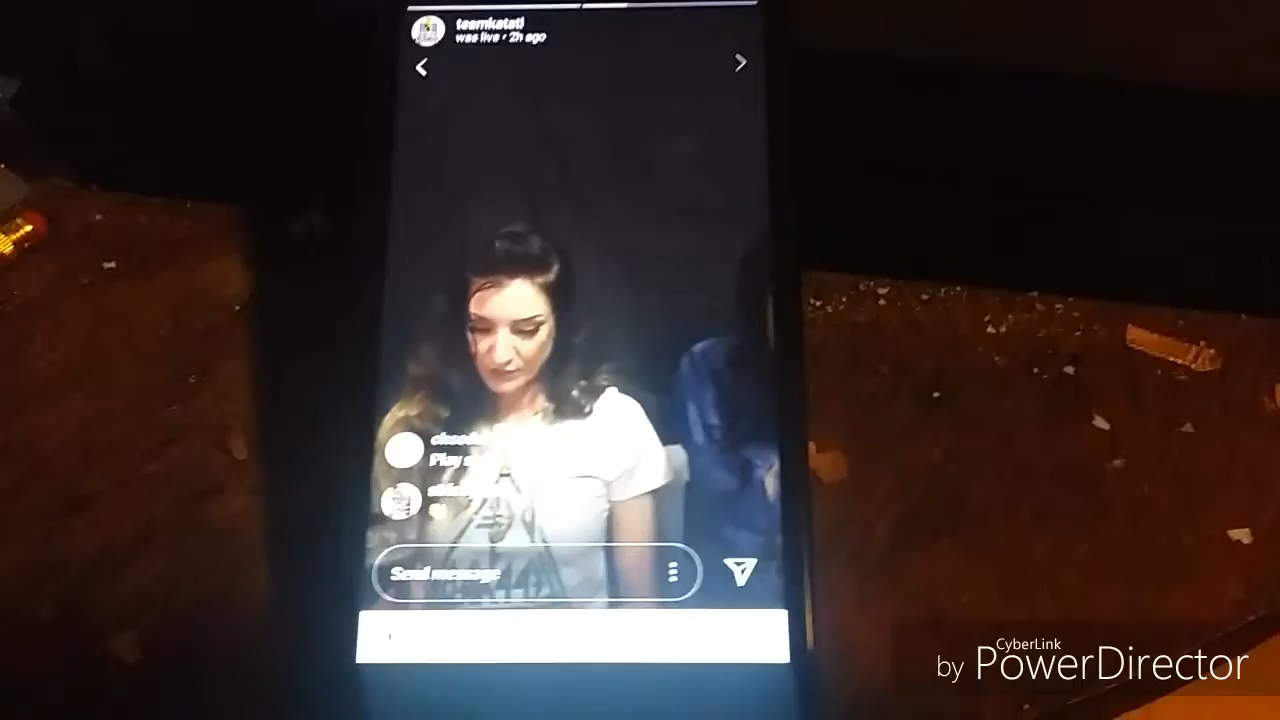 teamkatati
was live • 2h ago
Play
Send message
CyberLink
by PowerDirector